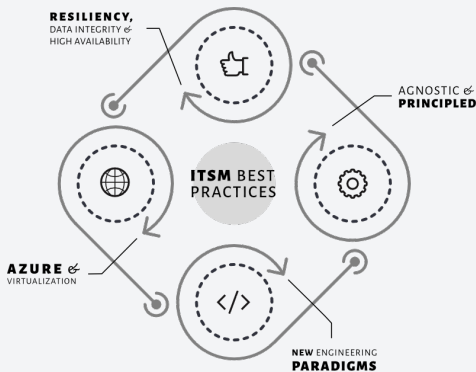 RESILIENCY,
DATA INTEGRITY &
HIGH AVAILABILITY
AGNOSTIC &
PRINCIPLED
ITSM BEST
PRACTICES
</>
AZURE &
VIRTUALIZATION
NEW ENGINEERING
PARADIGMS